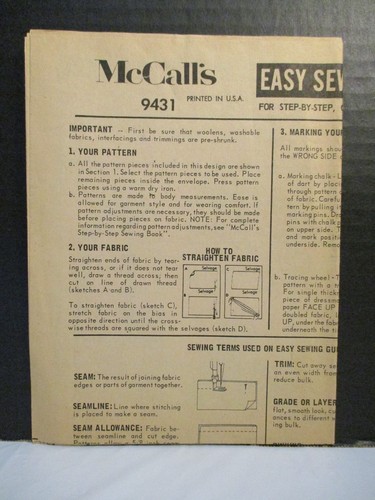 McCall's
9431
PRINTED IN U.S.A.
EASY SEW
FOR STEP-BY-STEP,
IMPORTANT — First be sure that woolens, washable
fabrics, interfacings and trimmings are pre-shrunk.
1. YOUR PATTERN
a. All the pattern pieces included in this design are shown
in Section 1. Select the pattern pieces to be used. Place
remaining pieces inside the envelope. Press pattern
pieces using a warm dry iron.
b. Patterns are made to body measurements. Ease is
allowed for garment style and for wearing comfort. If
pattern adjustments are necessary, they should be made
before placing pieces on fabric. NOTE: For complete
information regarding pattern adjustments, see "McCall's
Step-by-Step Sewing Book".
2. YOUR FABRIC
Straighten ends of fabric by tear-
ing across, or if it does not tear
well, draw a thread across, then
cut on line of drawn thread
(sketches A and B).
To straighten fabric (sketch C),
stretch fabric on the bias in
opposite direction until the cross-
wise threads are squared with the selvages (sketch D).
HOW TO
STRAIGHTEN FABRIC
A
Selvage
B
Selvage
C
Selvage
D
3. MARKING YOU
All markings shou
the WRONG SIDE
a. Marking chalk - 
of dart by placi
through pattern
of fabric. Caref
tern by pulling
marking pins. Dr
pins with chalk
on upper side. T
and mark positi
underside. Remo
b. Tracing wheel - T
pattern with a t
For single thick
piece of dressm
paper FACE UP
doubled fabric,
UP, under the fab
underneath the t
SEWING TERMS USED ON EASY SEWING GUI
SEAM: The result of joining fabric
edges or parts of garment together.
SEAMLINE: Line where stitching
is placed to make a seam.
SEAM ALLOWANCE: Fabric be-
tween seamline and cut edge.
TRIM: Cut away se
an even width from
reduce bulk.
GRADE OR LAYER
flat, smooth look, cu
ances to different w
ing bulk.